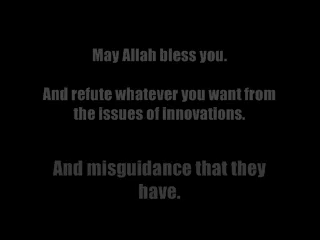 May Allah bless you.
And refute whatever you want from
the issues of innovations.
And misguidance that they
have.